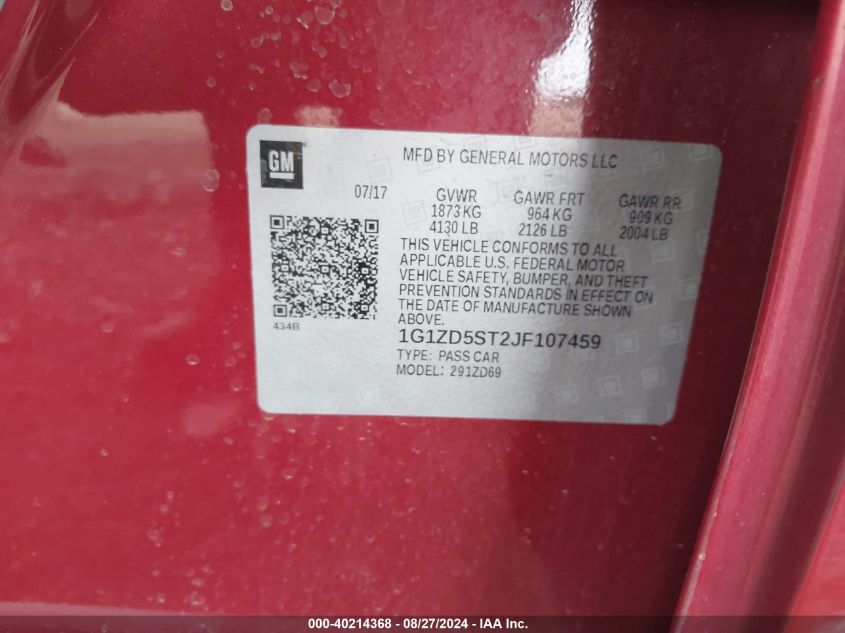 GM
MFD BY GENERAL MOTORS LLC
07/17 GVWR GAWR FRT GAWR RR
1873 KG 964 KG 909 KG
4130 LB 2126 LB 2004 LB
THIS VEHICLE CONFORMS TO ALL
APPLICABLE U.S. FEDERAL MOTOR
VEHICLE SAFETY, BUMPER, AND THEFT
PREVENTION STANDARDS IN EFFECT ON
THE DATE OF MANUFACTURE SHOWN
ABOVE.
434B
1G1ZD5ST2JF107459
TYPE: PASS CAR
MODEL: 291ZD69
000-40214368 - 08/27/2024 - IAA Inc.